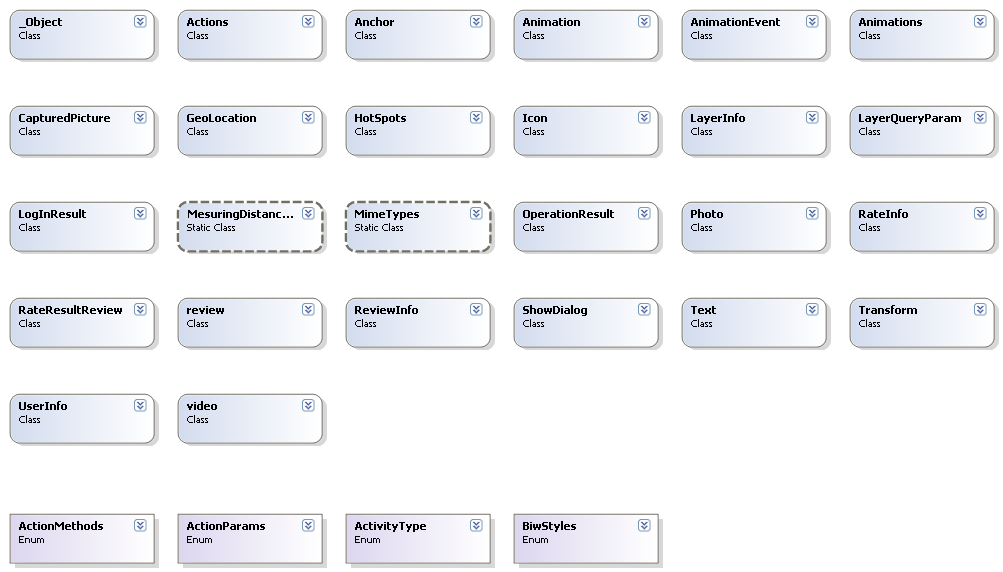 _Object Actions Anchor Animation AnimationEvent Animations
Class Class Class Class Class Class
CapturedPicture GeoLocation HotSpots Icon LayerInfo LayerQueryParam
Class Class Class Class Class Class
LogInResult MesuringDistanc... MimeTypes OperationResult Photo RateInfo
Class Static Class Static Class Class Class Class
RateResultReview review ReviewInfo ShowDialog Text Transform
Class Class Class Class Class Class
UserInfo video
Class Class
ActionMethods ActionParams ActivityType BiwStyles
Enum Enum Enum Enum